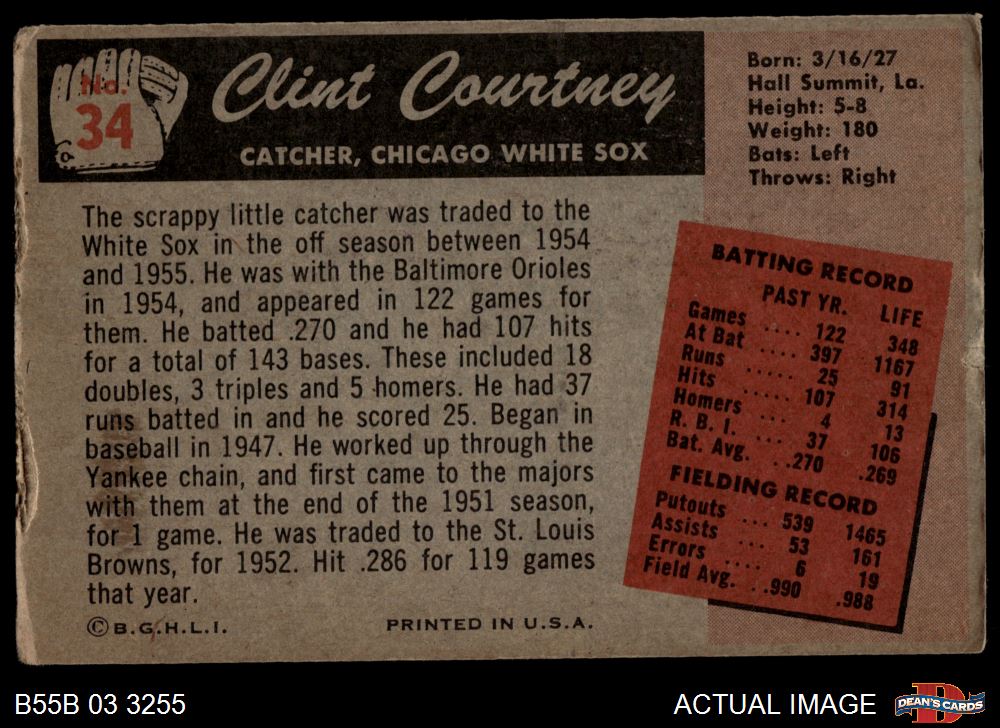 No.
34
Clint Courtney
CATCHER, CHICAGO WHITE SOX
Born: 3/16/27
Hall Summit, La.
Height: 5-8
Weight: 180
Bats: Left
Throws: Right
The scrappy little catcher was traded to the
White Sox in the off season between 1954
and 1955. He was with the Baltimore Orioles
in 1954, and appeared in 122 games for
them. He batted .270 and he had 107 hits
for a total of 143 bases. These included 18
doubles, 3 triples and 5 homers. He had 37
runs batted in and he scored 25. Began in
baseball in 1947. He worked up through the
Yankee chain, and first came to the majors
with them at the end of the 1951 season,
for 1 game. He was traded to the St. Louis
Browns, for 1952. Hit .286 for 119 games
that year.
© B.G.H.L.I. PRINTED IN U.S.A.
BATTING RECORD
PAST YR. LIFE
Games .... 122 348
At Bat .... 397 1167
Runs ..... 25 91
Hits ..... 107 314
Homers ... 4 13
R. B. I. ... 37 106
Bat. Avg. . .270 .269
FIELDING RECORD
Putouts ... 539 1465
Assists ... 53 161
Errors .... 6 19
Field Avg. . .990 .988
B55B 03 3255
ACTUAL IMAGE
DEAN'S CARDS